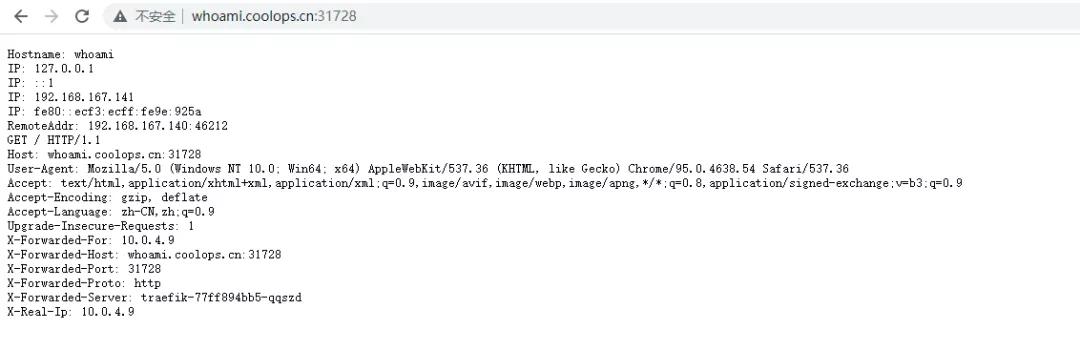 不安全 | whoami.coolops.cn:31728
Hostname: whoami
IP: 127.0.0.1
IP: ::1
IP: 192.168.167.141
IP: fe80::ecf3:ecff:fe9e:925a
RemoteAddr: 192.168.167.140:46212
GET / HTTP/1.1
Host: whoami.coolops.cn:31728
User-Agent: Mozilla/5.0 (Windows NT 10.0; Win64; x64) AppleWebKit/537.36 (KHTML, like Gecko) Chrome/95.0.4638.54 Safari/537.36
Accept: text/html,application/xhtml+xml,application/xml;q=0.9,image/avif,image/webp,image/apng,*/*;q=0.8,application/signed-exchange;v=b3;q=0.9
Accept-Encoding: gzip, deflate
Accept-Language: zh-CN,zh;q=0.9
Upgrade-Insecure-Requests: 1
X-Forwarded-For: 10.0.4.9
X-Forwarded-Host: whoami.coolops.cn:31728
X-Forwarded-Port: 31728
X-Forwarded-Proto: http
X-Forwarded-Server: traefik-77ff894bb5-qqszd
X-Real-Ip: 10.0.4.9